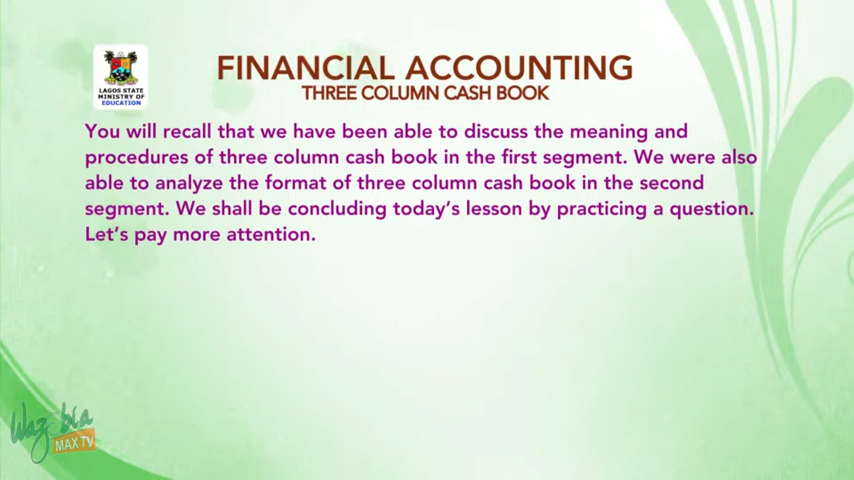 FINANCIAL ACCOUNTING
THREE COLUMN CASH BOOK
LAGOS STATE
MINISTRY OF
EDUCATION
You will recall that we have been able to discuss the meaning and
procedures of three column cash book in the first segment. We were also
able to analyze the format of three column cash book in the second
segment. We shall be concluding today's lesson by practicing a question.
Let's pay more attention.
Wazobia
MAX TV